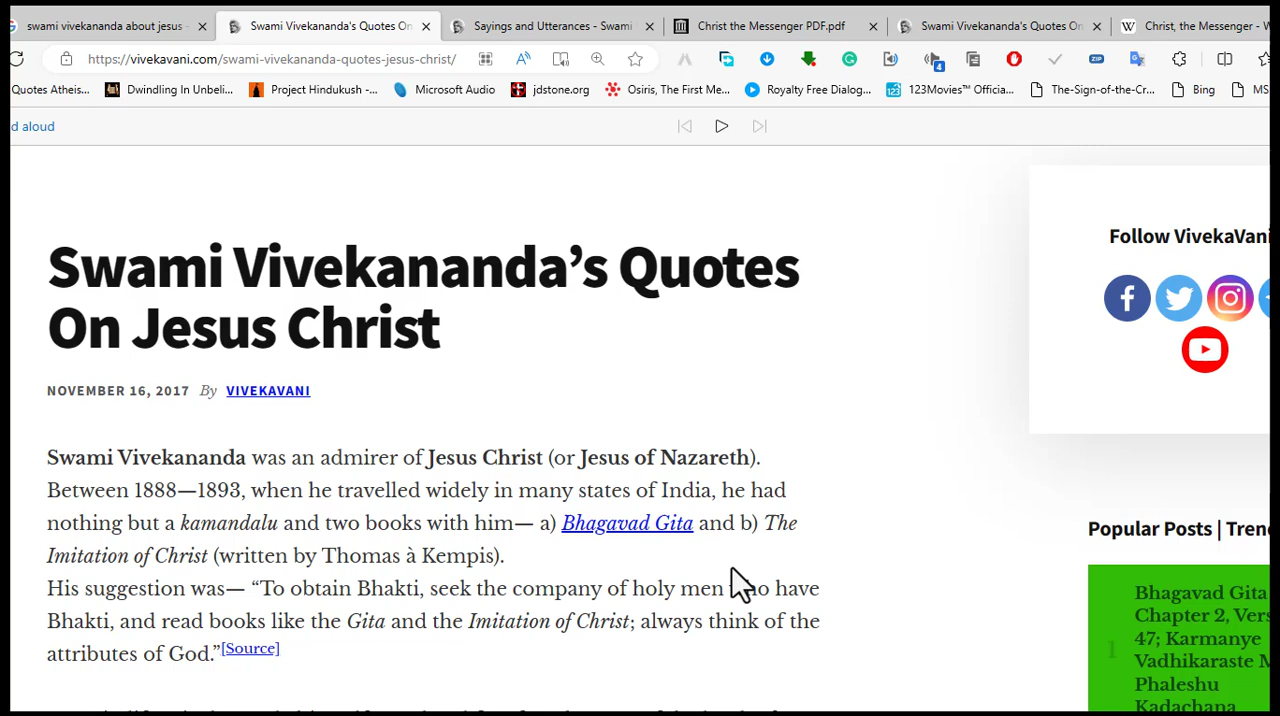 swami vivekananda about jesus -
Swami Vivekananda's Quotes On
Sayings and Utterances - Swami
Christ the Messenger PDF.pdf
Swami Vivekananda's Quotes On
Christ, the Messenger - W
https://vivekavani.com/swami-vivekananda-quotes-jesus-christ/
4
ZIP
Quotes Atheis...
Dwindling In Unbeli...
Project Hindukush -...
Microsoft Audio
jdstone.org
Osiris, The First Me...
Royalty Free Dialog...
123
123Movies™ Officia...
The-Sign-of-the-Cr...
Bing
MS
d aloud
Swami Vivekananda’s Quotes
On Jesus Christ
NOVEMBER 16, 2017 By VIVEKAVANI
Swami Vivekananda was an admirer of Jesus Christ (or Jesus of Nazareth).
Between 1888—1893, when he travelled widely in many states of India, he had
nothing but a kamandalu and two books with him— a) Bhagavad Gita and b) The
Imitation of Christ (written by Thomas à Kempis).
His suggestion was— “To obtain Bhakti, seek the company of holy men who have
Bhakti, and read books like the Gita and the Imitation of Christ; always think of the
attributes of God.”[Source]
Follow VivekaVani
Popular Posts | Tren
1
Bhagavad Gita
Chapter 2, Vers
47; Karmanye
Vadhikaraste M
Phaleshu
Kadachana